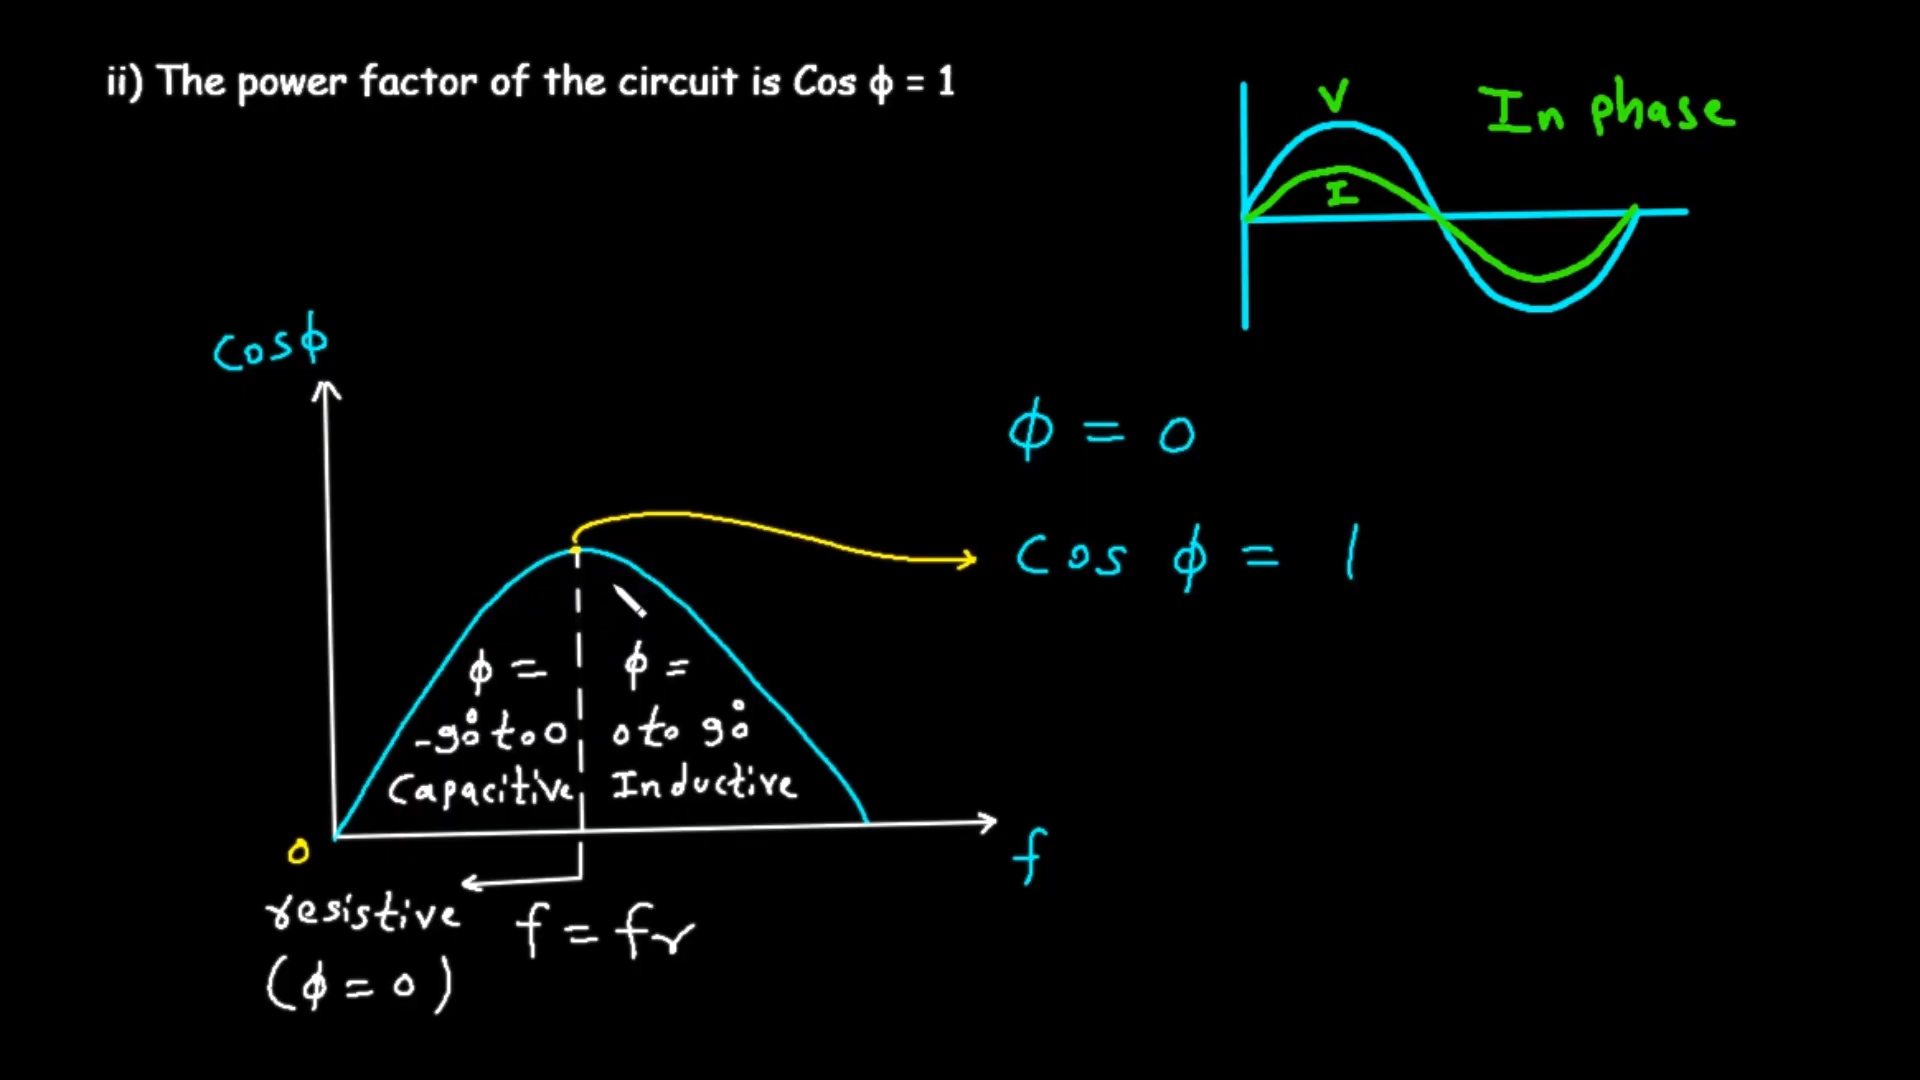 ii) The power factor of the circuit is Cos ϕ = 1
V
In phase
I
Cosϕ
ϕ = 0
Cos ϕ = 1
ϕ =
-90° to 0
Capacitive
ϕ =
0 to 90°
Inductive
0
f
resistive
(ϕ = 0)
f = fr